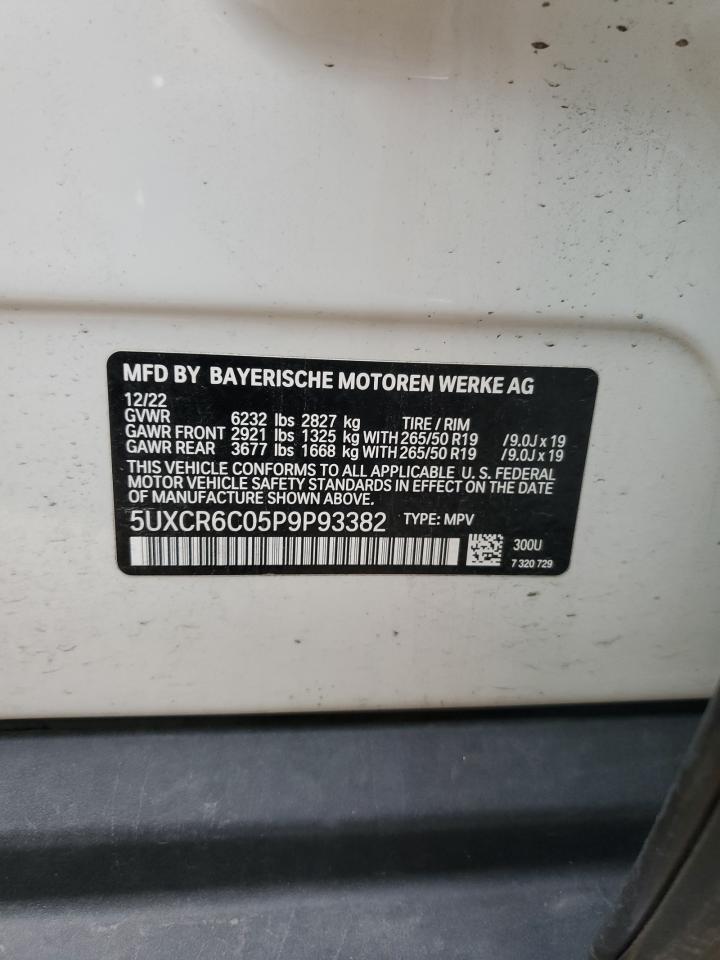 MFD BY BAYERISCHE MOTOREN WERKE AG
12/22
GVWR 6232 lbs 2827 kg TIRE / RIM
GAWR FRONT 2921 lbs 1325 kg WITH 265/50 R19 / 9.0J x 19
GAWR REAR 3677 lbs 1668 kg WITH 265/50 R19 / 9.0J x 19
THIS VEHICLE CONFORMS TO ALL APPLICABLE U. S. FEDERAL
MOTOR VEHICLE SAFETY STANDARDS IN EFFECT ON THE DATE
OF MANUFACTURE SHOWN ABOVE.
5UXCR6C05P9P93382 TYPE: MPV
300U
7 320 729